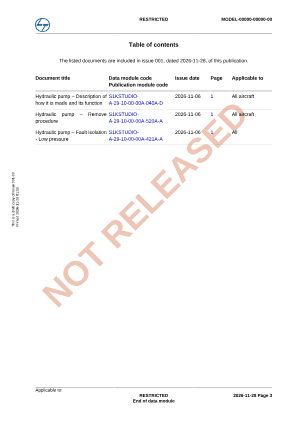 RESTRICTED MODEL-00000-00000-00
Table of contents
The listed documents are included in issue 001, dated 2026-11-28, of this publication.
Document title Data module code Issue date Page Applicable to
Publication module code
Hydraulic pump – Description of S1KSTUDIO- 2026-11-06 1 All aircraft
how it is made and its function A-29-10-00-00A-040A-D
Hydraulic pump – Remove S1KSTUDIO- 2026-11-06 1 All aircraft
procedure A-29-10-00-00A-520A-A
Hydraulic pump – Fault isolation S1KSTUDIO- 2026-11-06 1 All
- Low pressure A-29-10-00-00A-421A-A
NOT RELEASED
Applicable to
RESTRICTED 2026-11-28 Page 3
End of data module